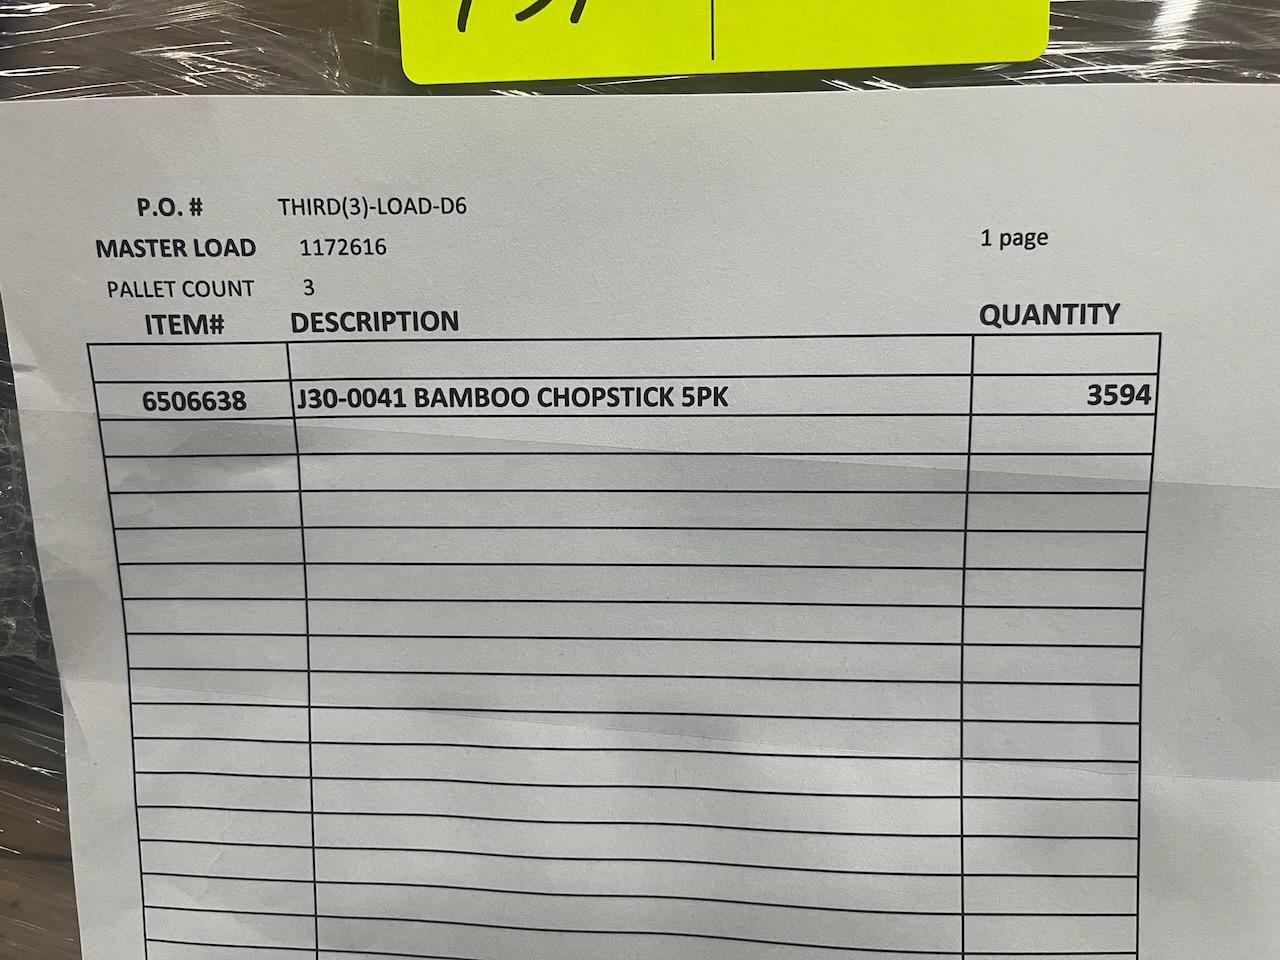 P.O. # THIRD(3)-LOAD-D6
MASTER LOAD 1172616
1 page
PALLET COUNT 3
ITEM# DESCRIPTION QUANTITY
6506638 J30-0041 BAMBOO CHOPSTICK 5PK 3594